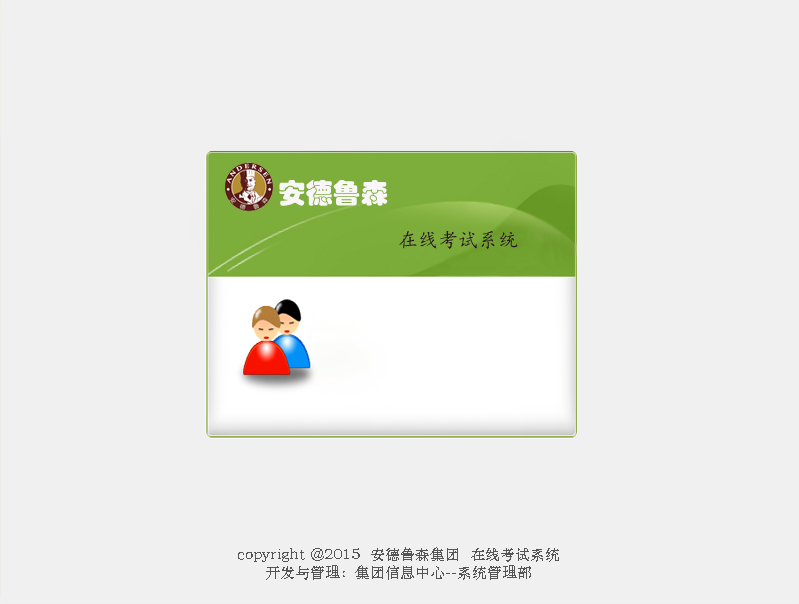 ANDERSEN
安德鲁森
安德鲁森
在线考试系统
copyright @2015 安德鲁森集团 在线考试系统
开发与管理：集团信息中心--系统管理部